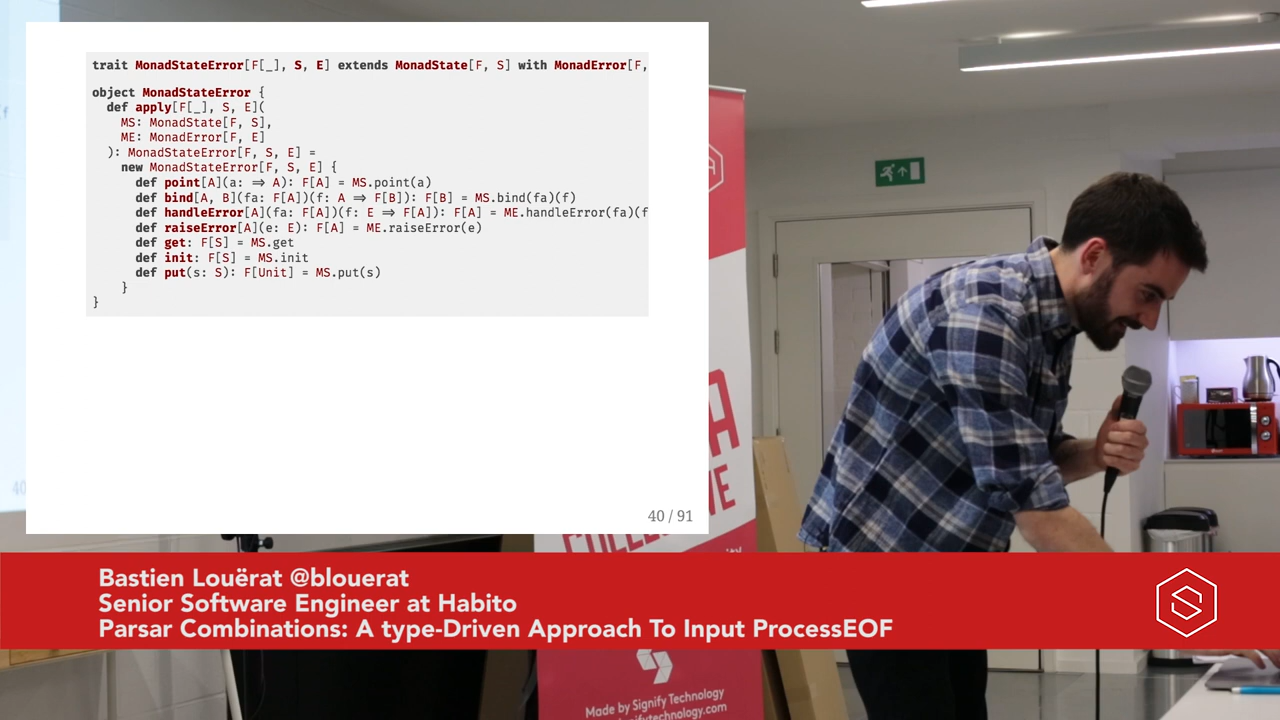 trait MonadStateError[F[_], S, E] extends MonadState[F, S] with MonadError[F,
object MonadStateError {
  def apply[F[_], S, E](
    MS: MonadState[F, S],
    ME: MonadError[F, E]
  ): MonadStateError[F, S, E] =
    new MonadStateError[F, S, E] {
      def point[A](a: ⇒ A): F[A] = MS.point(a)
      def bind[A, B](fa: F[A])(f: A ⇒ F[B]): F[B] = MS.bind(fa)(f)
      def handleError[A](fa: F[A])(f: E ⇒ F[A]): F[A] = ME.handleError(fa)(f
      def raiseError[A](e: E): F[A] = ME.raiseError(e)
      def get: F[S] = MS.get
      def init: F[S] = MS.init
      def put(s: S): F[Unit] = MS.put(s)
    }
}
40 / 91
40
Bastien Louërat @blouerat
Senior Software Engineer at Habito
Parsar Combinations: A type-Driven Approach To Input ProcessEOF
Made by Signify Technology